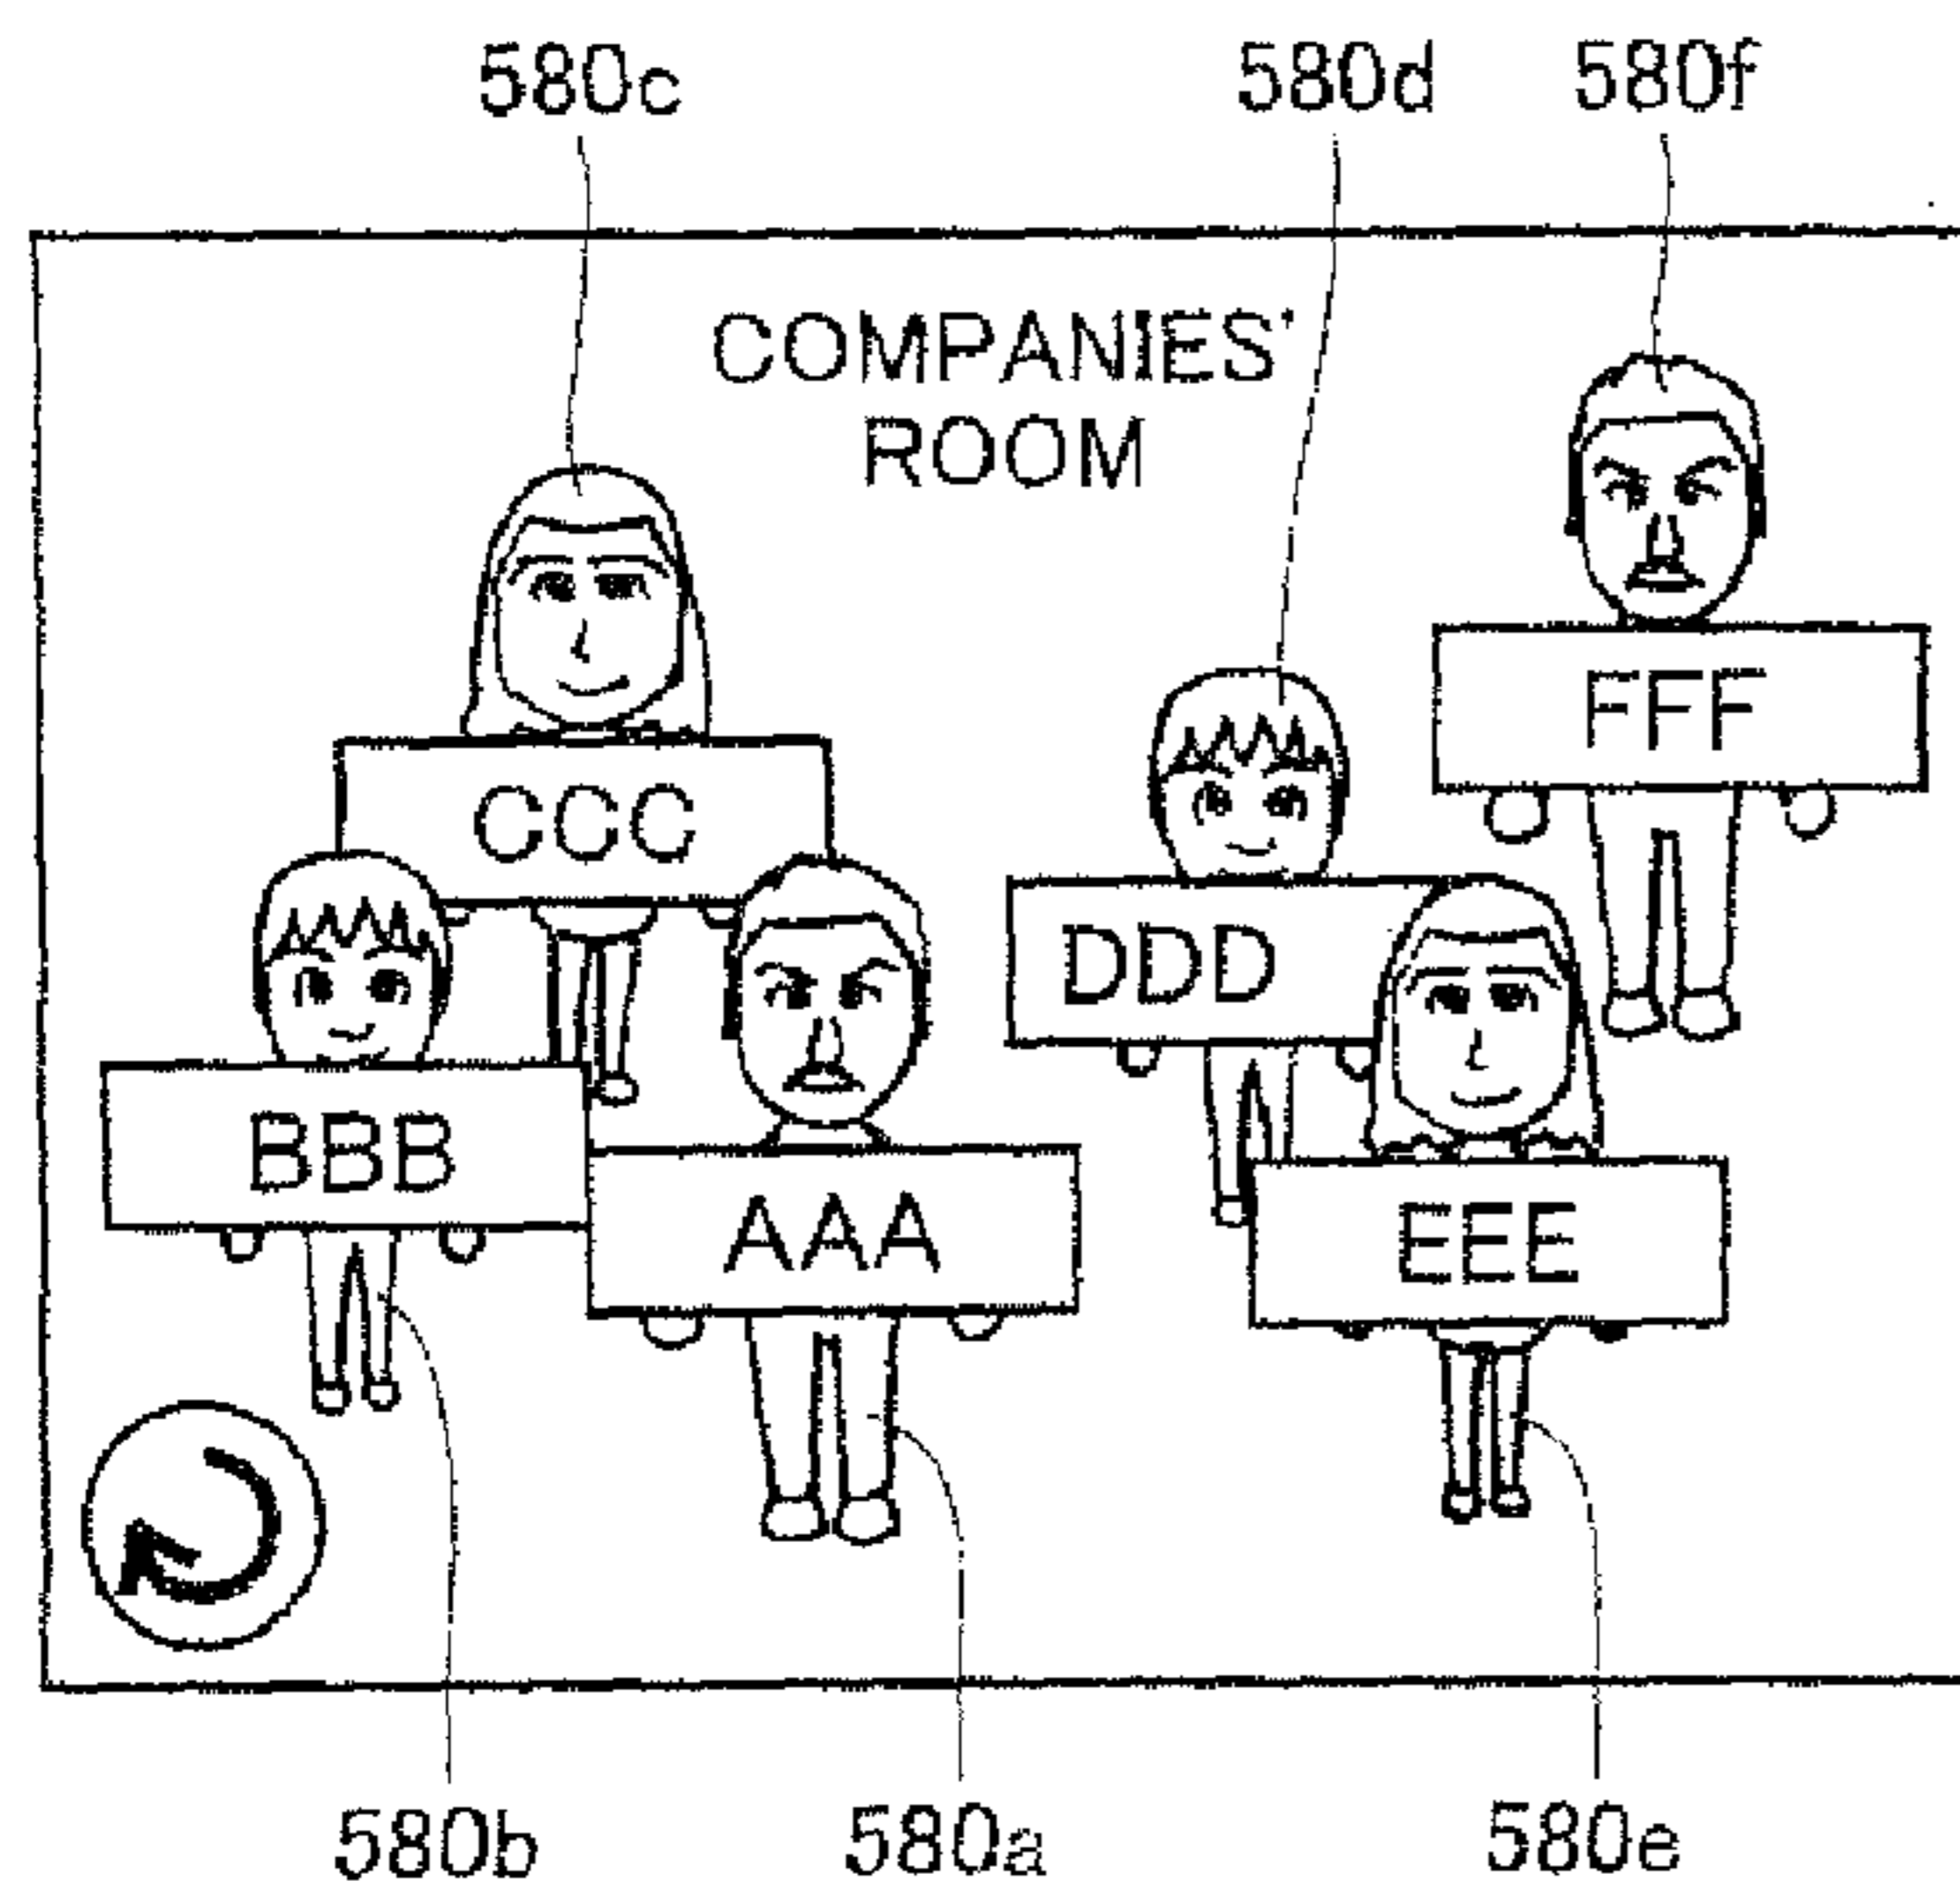 580c 580d 580f
COMPANIES'
ROOM
FFF
CCC
DDD
BBB
AAA
EEE
580b 580a 580e